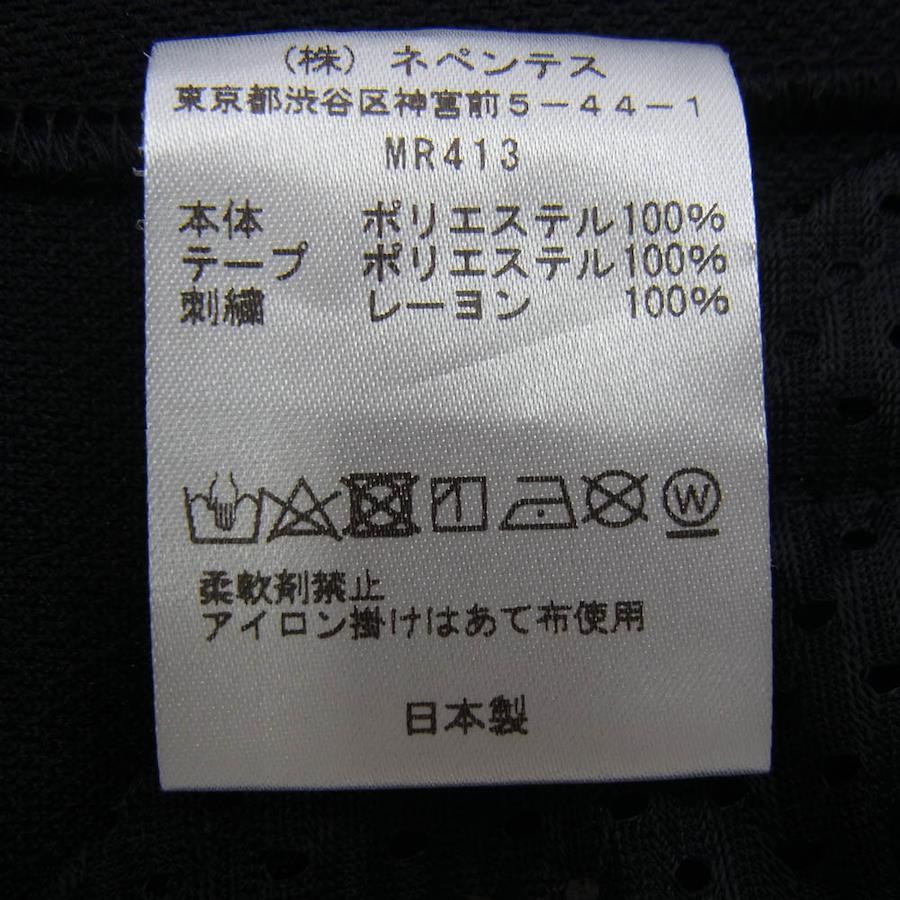 （株）ネペンテス
東京都渋谷区神宮前５－４４－１
MR413
本体 ポリエステル100%
テープ ポリエステル100%
刺繍 レーヨン 100%
W
柔軟剤禁止
アイロン掛けはあて布使用
日本製